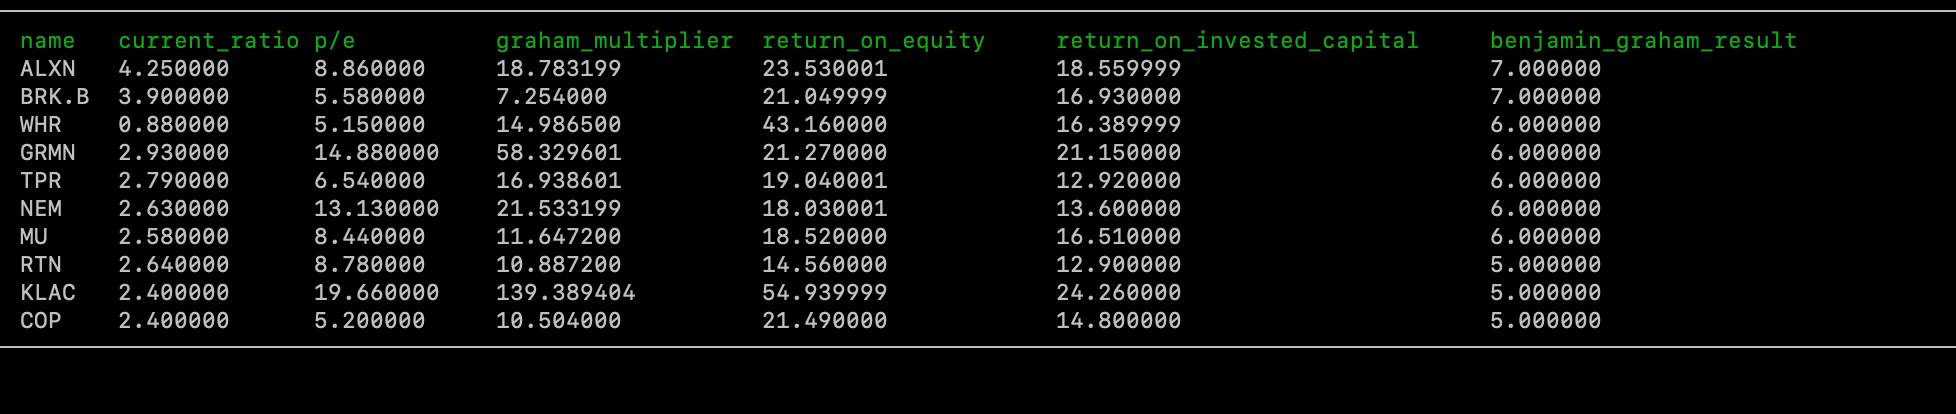 name current_ratio p/e graham_multiplier return_on_equity return_on_invested_capital benjamin_graham_result
ALXN 4.250000 8.860000 18.783199 23.530001 18.559999 7.000000
BRK.B 3.900000 5.580000 7.254000 21.049999 16.930000 7.000000
WHR 0.880000 5.150000 14.986500 43.160000 16.389999 6.000000
GRMN 2.930000 14.880000 58.329601 21.270000 21.150000 6.000000
TPR 2.790000 6.540000 16.938601 19.040001 12.920000 6.000000
NEM 2.630000 13.130000 21.533199 18.030001 13.600000 6.000000
MU 2.580000 8.440000 11.647200 18.520000 16.510000 6.000000
RTN 2.640000 8.780000 10.887200 14.560000 12.900000 5.000000
KLAC 2.400000 19.660000 139.389404 54.939999 24.260000 5.000000
COP 2.400000 5.200000 10.504000 21.490000 14.800000 5.000000